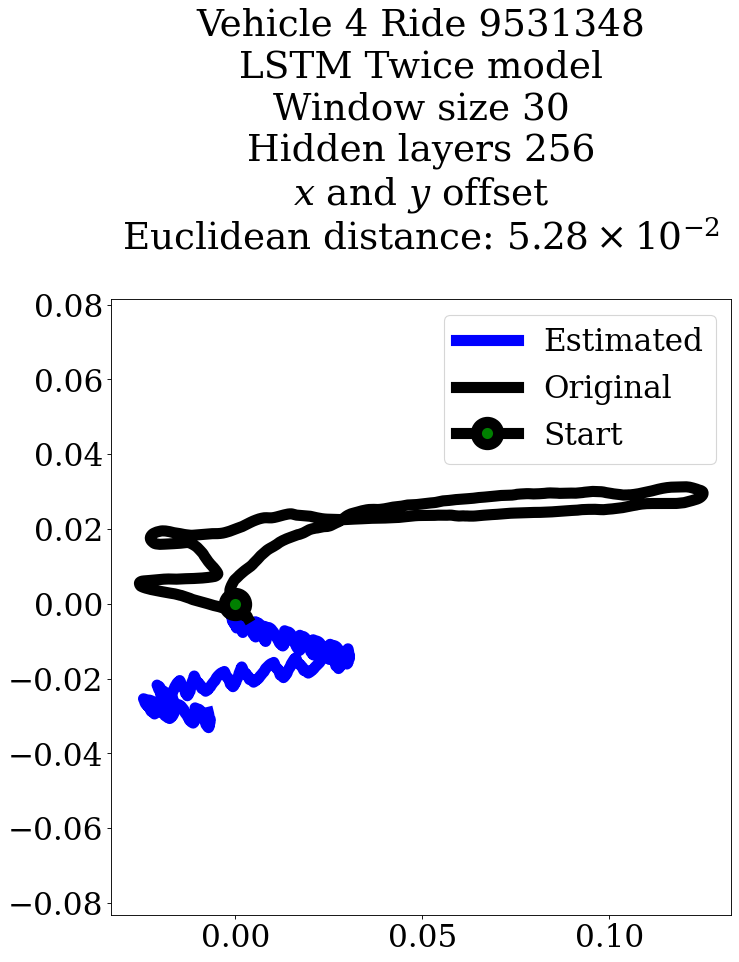 Vehicle 4 Ride 9531348
LSTM Twice model
Window size 30
Hidden layers 256
x and y offset
Euclidean distance: 5.28 × 10⁻²
0.08
0.06
0.04
0.02
0.00
−0.02
−0.04
−0.06
−0.08
Estimated
Original
Start
0.00 0.05 0.10